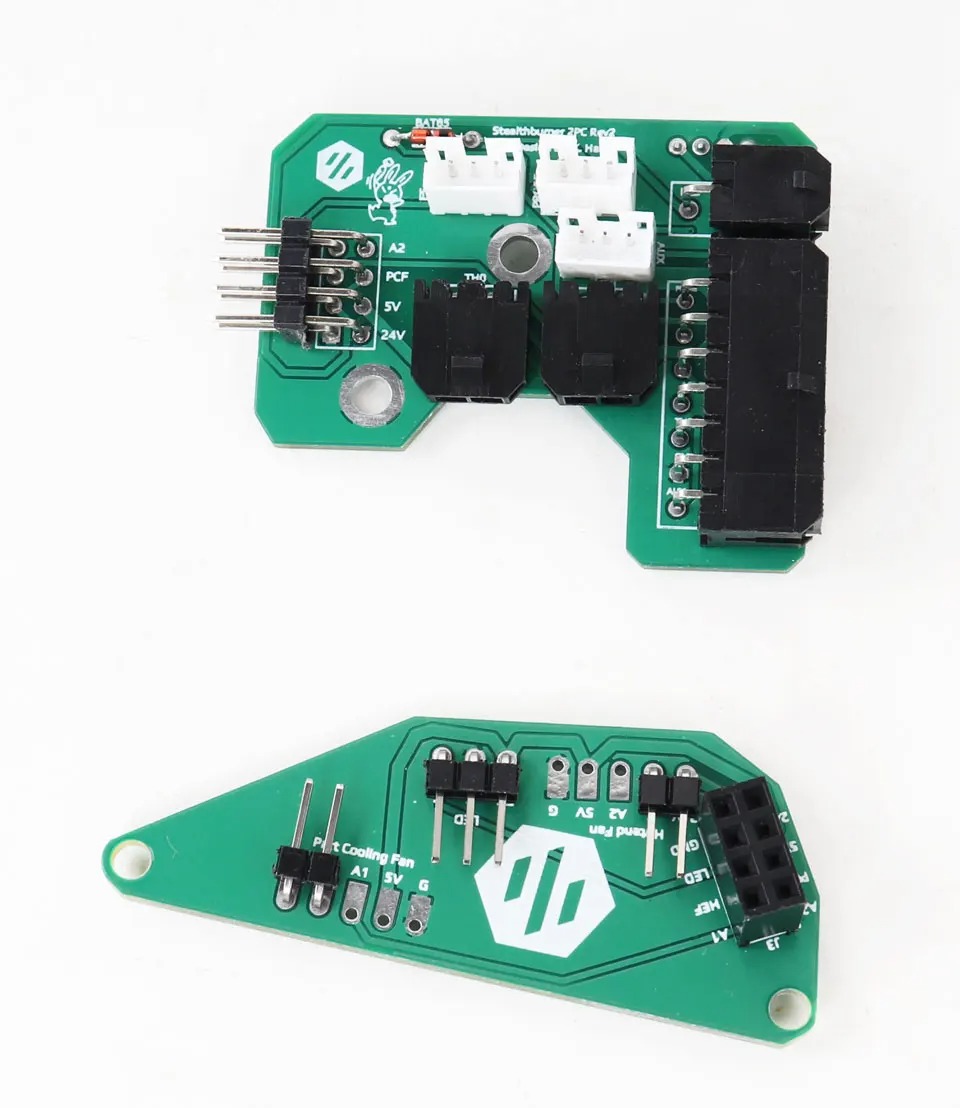 BAT85
Stealthburner 2PC Rev2
A2
PCF
5V
24V
TH0
AUX
LED
G
5V
A2
Hotend Fan
Part Cooling Fan
A1
5V
G
GND
LED
HEF
A1
A2
J3